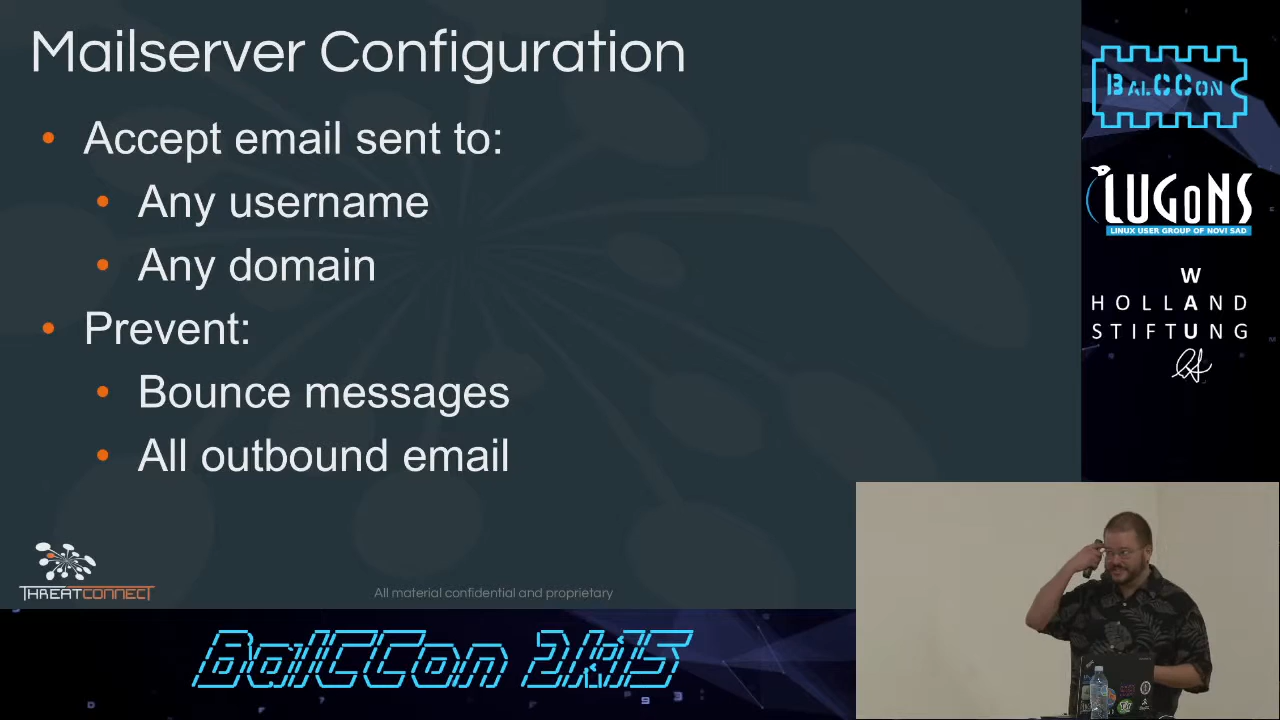 Mailserver Configuration
Accept email sent to:
Any username
Any domain
Prevent:
Bounce messages
All outbound email
THREATCONNECT
All material confidential and proprietary
BALCCON
LUGoNS
LINUX USER GROUP OF NOVI SAD
WAU
HOLLAND
STIFTUNG
BalCCon 2k15